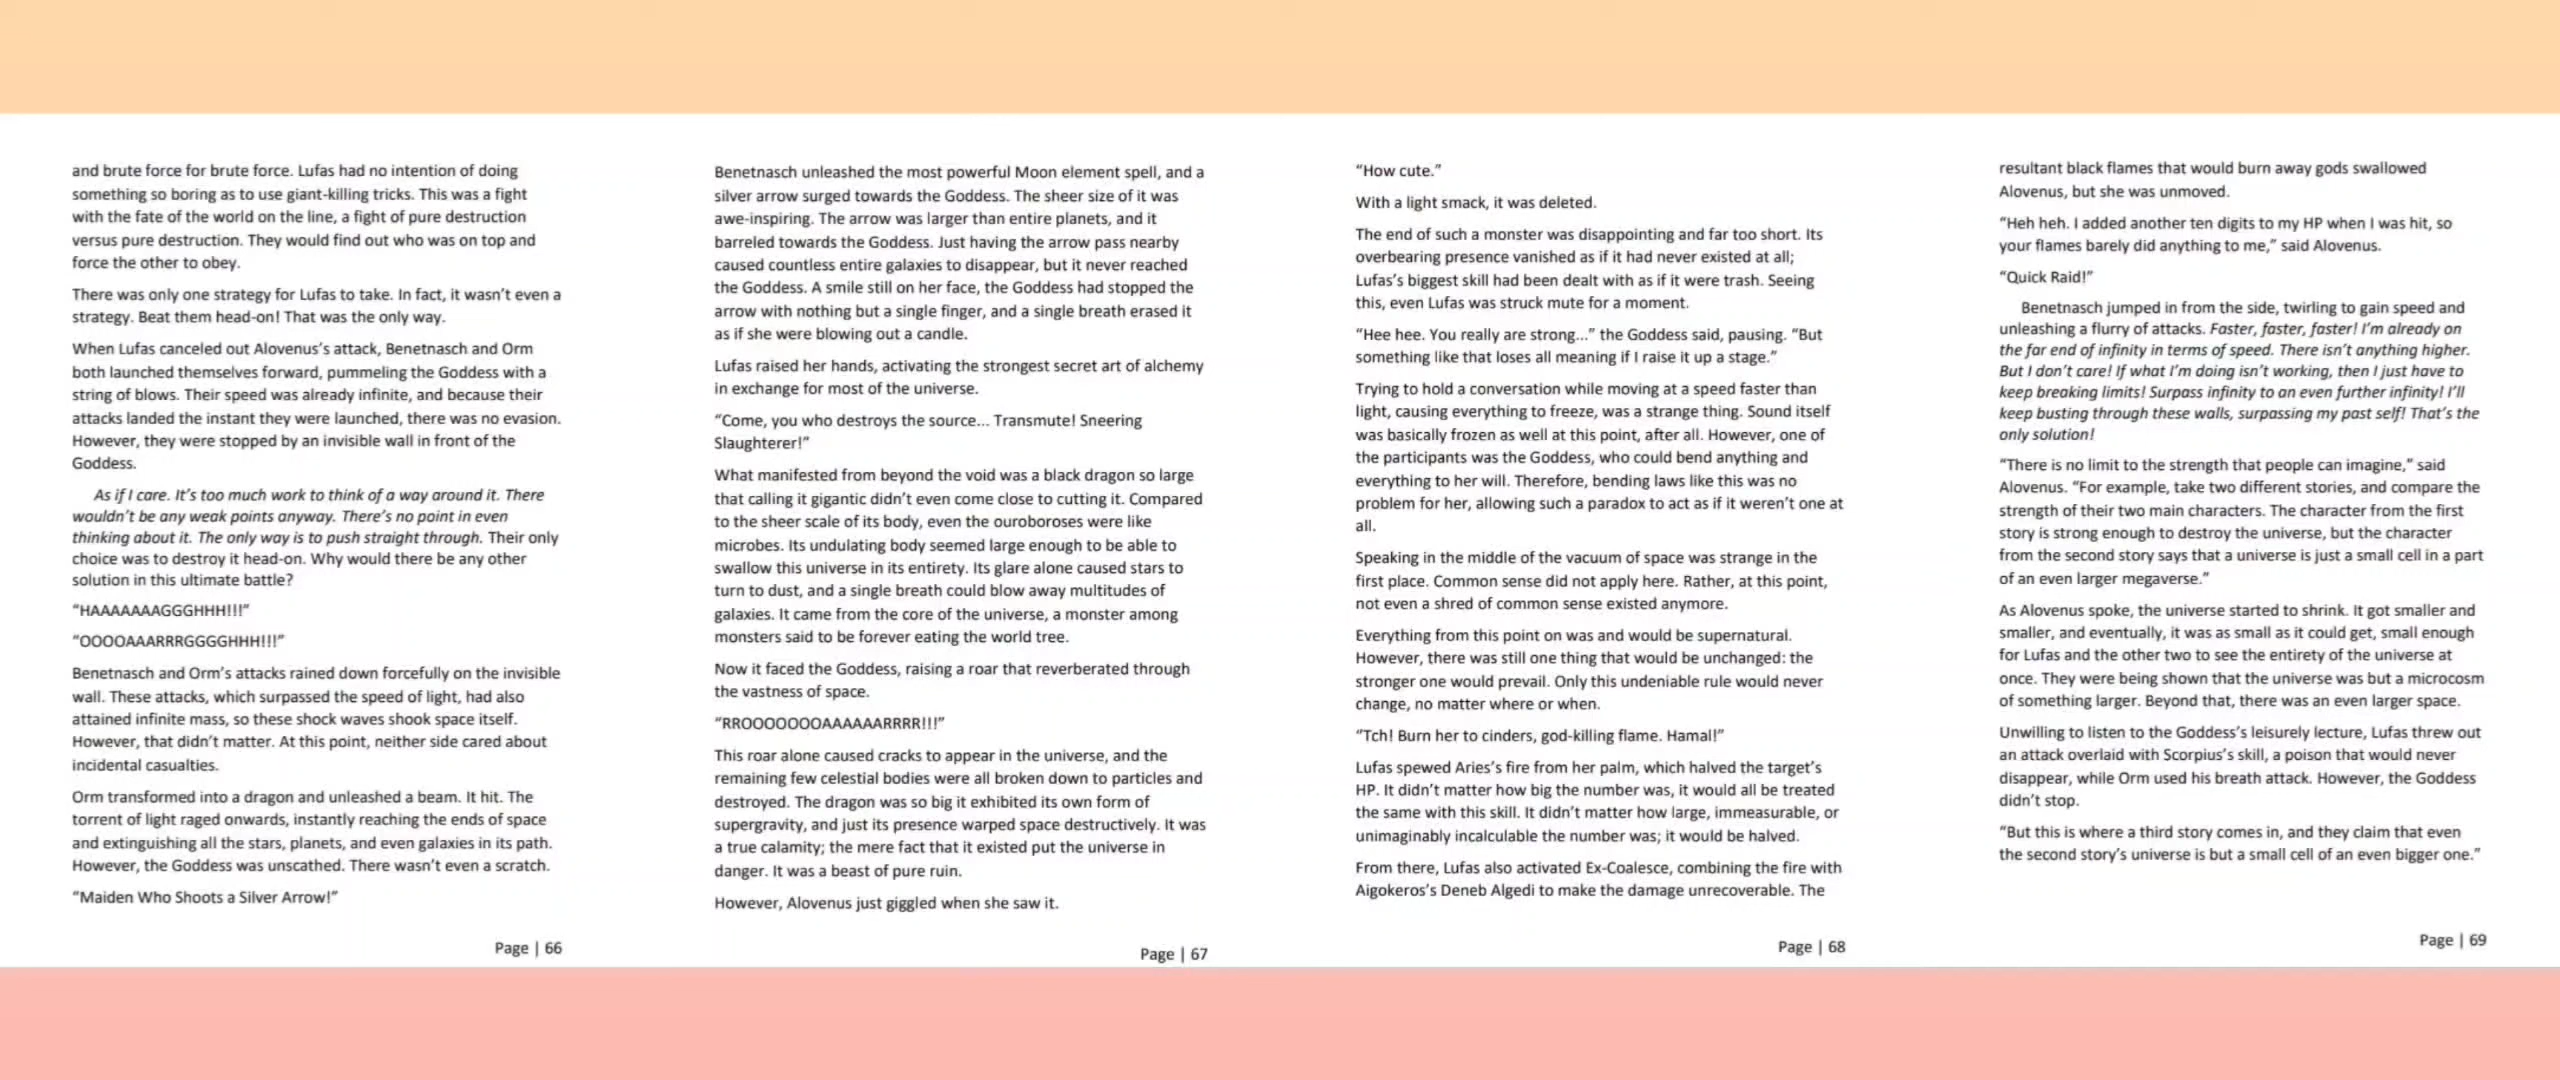 and brute force for brute force. Lufas had no intention of doing
something so boring as to use giant-killing tricks. This was a fight
with the fate of the world on the line, a fight of pure destruction
versus pure destruction. They would find out who was on top and
force the other to obey.
There was only one strategy for Lufas to take. In fact, it wasn't even a
strategy. Beat them head-on! That was the only way.
When Lufas canceled out Alovenus's attack, Benetnasch and Orm
both launched themselves forward, pummeling the Goddess with a
string of blows. Their speed was already infinite, and because their
attacks landed the instant they were launched, there was no evasion.
However, they were stopped by an invisible wall in front of the
Goddess.
As if I care. It's too much work to think of a way around it. There
wouldn't be any weak points anyway. There's no point in even
thinking about it. The only way is to push straight through. Their only
choice was to destroy it head-on. Why would there be any other
solution in this ultimate battle?
“HAAAAAAAGGGHHH!!!”
“OOOOAAARRRGGGGHHH!!!”
Benetnasch and Orm's attacks rained down forcefully on the invisible
wall. These attacks, which surpassed the speed of light, had also
attained infinite mass, so these shock waves shook space itself.
However, that didn't matter. At this point, neither side cared about
incidental casualties.
Orm transformed into a dragon and unleashed a beam. It hit. The
torrent of light raged onwards, instantly reaching the ends of space
and extinguishing all the stars, planets, and even galaxies in its path.
However, the Goddess was unscathed. There wasn't even a scratch.
“Maiden Who Shoots a Silver Arrow!”
Page | 66
Benetnasch unleashed the most powerful Moon element spell, and a
silver arrow surged towards the Goddess. The sheer size of it was
awe-inspiring. The arrow was larger than entire planets, and it
barreled towards the Goddess. Just having the arrow pass nearby
caused countless entire galaxies to disappear, but it never reached
the Goddess. A smile still on her face, the Goddess had stopped the
arrow with nothing but a single finger, and a single breath erased it
as if she were blowing out a candle.
Lufas raised her hands, activating the strongest secret art of alchemy
in exchange for most of the universe.
“Come, you who destroys the source... Transmute! Sneering
Slaughterer!”
What manifested from beyond the void was a black dragon so large
that calling it gigantic didn't even come close to cutting it. Compared
to the sheer scale of its body, even the ouroboroses were like
microbes. Its undulating body seemed large enough to be able to
swallow this universe in its entirety. Its glare alone caused stars to
turn to dust, and a single breath could blow away multitudes of
galaxies. It came from the core of the universe, a monster among
monsters said to be forever eating the world tree.
Now it faced the Goddess, raising a roar that reverberated through
the vastness of space.
“RROOOOOOOAAAAAARRRR!!!”
This roar alone caused cracks to appear in the universe, and the
remaining few celestial bodies were all broken down to particles and
destroyed. The dragon was so big it exhibited its own form of
supergravity, and just its presence warped space destructively. It was
a true calamity; the mere fact that it existed put the universe in
danger. It was a beast of pure ruin.
However, Alovenus just giggled when she saw it.
Page | 67
“How cute.”
With a light smack, it was deleted.
The end of such a monster was disappointing and far too short. Its
overbearing presence vanished as if it had never existed at all;
Lufas's biggest skill had been dealt with as if it were trash. Seeing
this, even Lufas was struck mute for a moment.
“Hee hee. You really are strong...” the Goddess said, pausing. “But
something like that loses all meaning if I raise it up a stage.”
Trying to hold a conversation while moving at a speed faster than
light, causing everything to freeze, was a strange thing. Sound itself
was basically frozen as well at this point, after all. However, one of
the participants was the Goddess, who could bend anything and
everything to her will. Therefore, bending laws like this was no
problem for her, allowing such a paradox to act as if it weren't one at
all.
Speaking in the middle of the vacuum of space was strange in the
first place. Common sense did not apply here. Rather, at this point,
not even a shred of common sense existed anymore.
Everything from this point on was and would be supernatural.
However, there was still one thing that would be unchanged: the
stronger one would prevail. Only this undeniable rule would never
change, no matter where or when.
“Tch! Burn her to cinders, god-killing flame. Hamal!”
Lufas spewed Aries's fire from her palm, which halved the target's
HP. It didn't matter how big the number was, it would all be treated
the same with this skill. It didn't matter how large, immeasurable, or
unimaginably incalculable the number was; it would be halved.
From there, Lufas also activated Ex-Coalesce, combining the fire with
Aigokeros's Deneb Algedi to make the damage unrecoverable. The
Page | 68
resultant black flames that would burn away gods swallowed
Alovenus, but she was unmoved.
“Heh heh. I added another ten digits to my HP when I was hit, so
your flames barely did anything to me,” said Alovenus.
“Quick Raid!”
Benetnasch jumped in from the side, twirling to gain speed and
unleashing a flurry of attacks. Faster, faster, faster! I'm already on
the far end of infinity in terms of speed. There isn't anything higher.
But I don't care! If what I'm doing isn't working, then I just have to
keep breaking limits! Surpass infinity to an even further infinity! I'll
keep busting through these walls, surpassing my past self! That's the
only solution!
“There is no limit to the strength that people can imagine,” said
Alovenus. “For example, take two different stories, and compare the
strength of their two main characters. The character from the first
story is strong enough to destroy the universe, but the character
from the second story says that a universe is just a small cell in a part
of an even larger megaverse.”
As Alovenus spoke, the universe started to shrink. It got smaller and
smaller, and eventually, it was as small as it could get, small enough
for Lufas and the other two to see the entirety of the universe at
once. They were being shown that the universe was but a microcosm
of something larger. Beyond that, there was an even larger space.
Unwilling to listen to the Goddess's leisurely lecture, Lufas threw out
an attack overlaid with Scorpius's skill, a poison that would never
disappear, while Orm used his breath attack. However, the Goddess
didn't stop.
“But this is where a third story comes in, and they claim that even
the second story's universe is but a small cell of an even bigger one.”
Page | 69